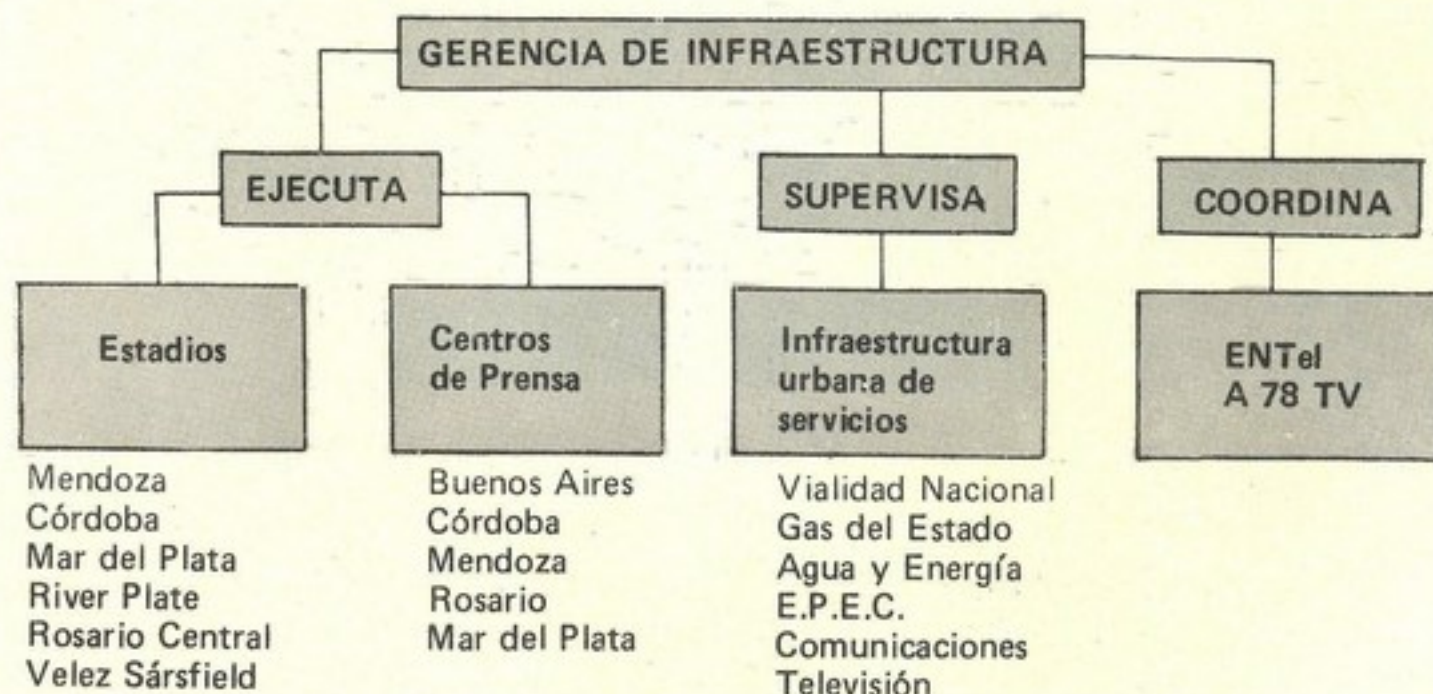 GERENCIA DE INFRAESTRUCTURA
EJECUTA
SUPERVISA
COORDINA
Estadios
Centros
de Prensa
Infraestructura
urbana de
servicios
ENTel
A 78 TV
Mendoza
Córdoba
Mar del Plata
River Plate
Rosario Central
Velez Sársfield
Buenos Aires
Córdoba
Mendoza
Rosario
Mar del Plata
Vialidad Nacional
Gas del Estado
Agua y Energía
E.P.E.C.
Comunicaciones
Televisión